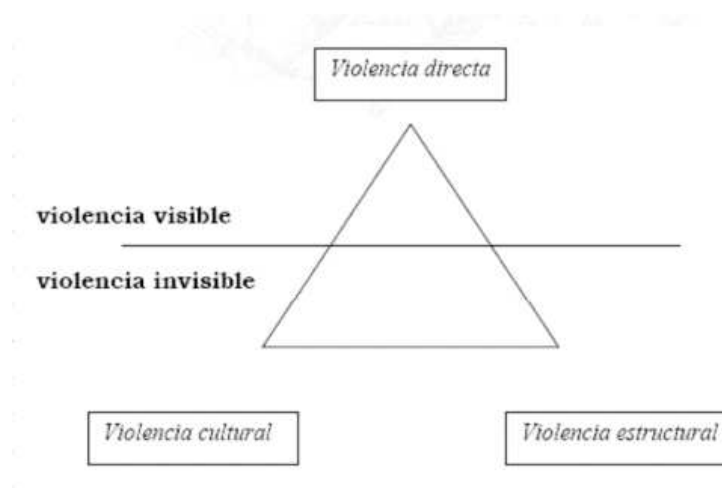 Violencia directa
violencia visible
violencia invisible
Violencia cultural
Violencia estructural